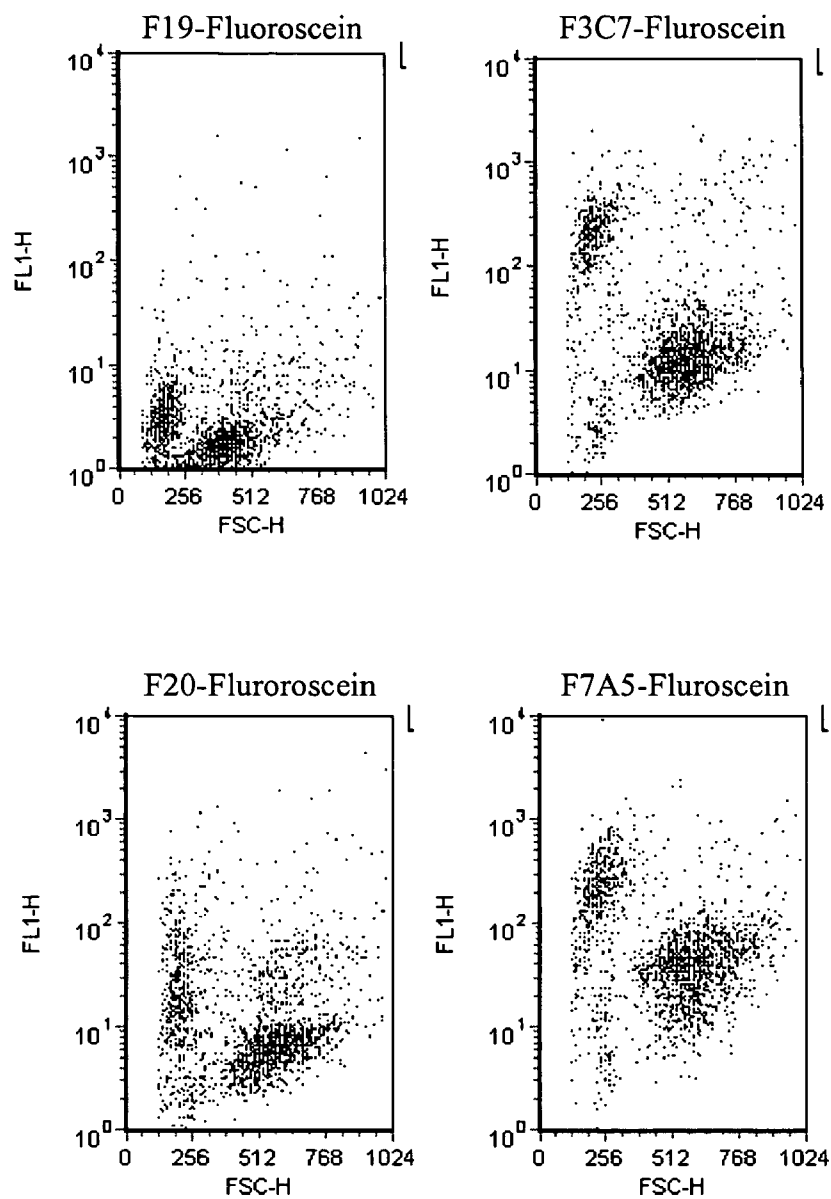 F19-Fluoroscein
F3C7-Fluroscein
10⁴
10³
10²
10¹
10⁰
FL1-H
0 256 512 768 1024
FSC-H
10⁴
10³
10²
10¹
10⁰
FL1-H
0 256 512 768 1024
FSC-H
F20-Fluroroscein
F7A5-Fluroscein
10⁴
10³
10²
10¹
10⁰
FL1-H
0 256 512 768 1024
FSC-H
10⁴
10³
10²
10¹
10⁰
FL1-H
0 256 512 768 1024
FSC-H